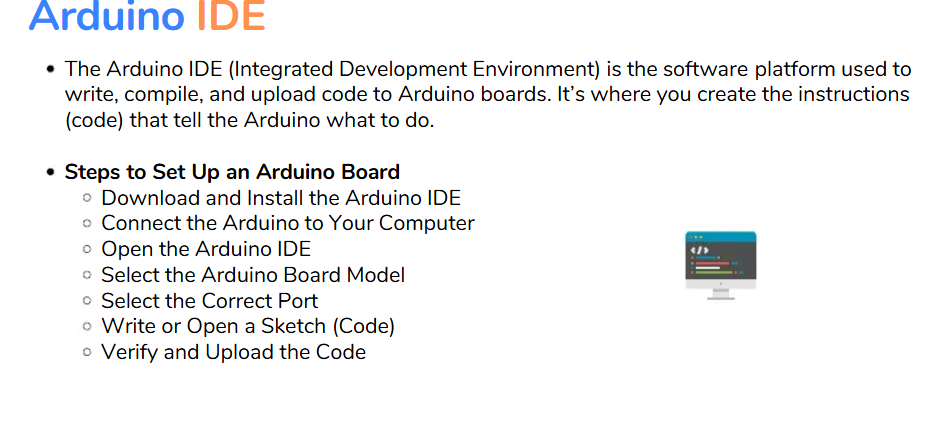 Arduino IDE
• The Arduino IDE (Integrated Development Environment) is the software platform used to
write, compile, and upload code to Arduino boards. It’s where you create the instructions
(code) that tell the Arduino what to do.
• Steps to Set Up an Arduino Board
○ Download and Install the Arduino IDE
○ Connect the Arduino to Your Computer
○ Open the Arduino IDE
○ Select the Arduino Board Model
○ Select the Correct Port
○ Write or Open a Sketch (Code)
○ Verify and Upload the Code
<//>